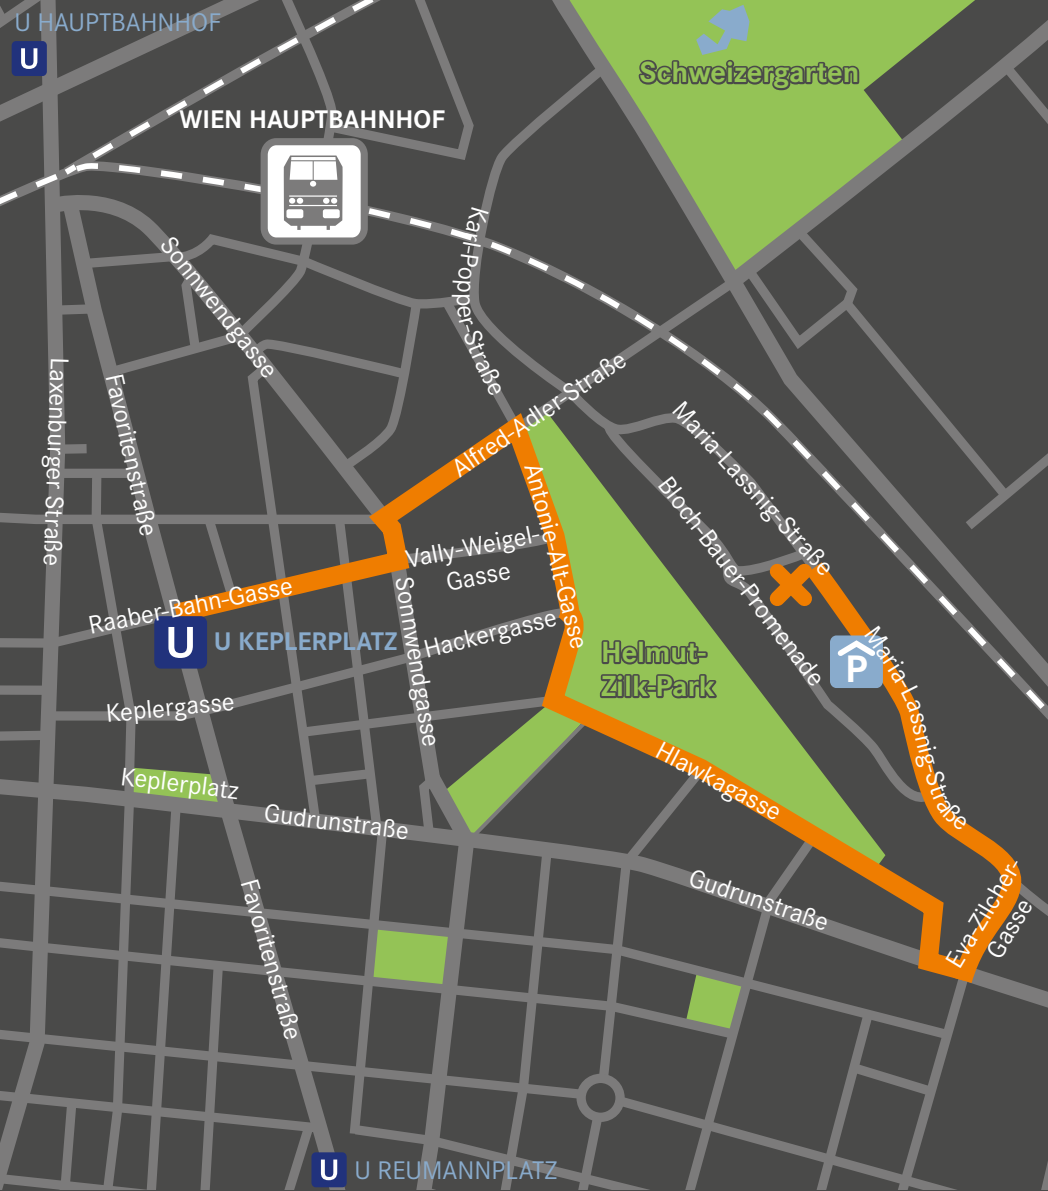 U HAUPTBAHNHOF
U
Schweizergarten
WIEN HAUPTBAHNHOF
Karl-Popper-Straße
Sonnwendgasse
Laxenburger Straße
Favoritenstraße
Alfred-Adler-Straße
Maria-Lassnig-Straße
Antonie-Alt-Gasse
Bloch-Bauer-Promenade
Vally-Weigel-
Gasse
Raaber-Bahn-Gasse
Sonnwendgasse
Hackergasse
U
U KEPLERPLATZ
Helmut-
Zilk-Park
P
Maria-Lassnig-Straße
Keplergasse
Hlawkagasse
Keplerplatz
Gudrunstraße
Gudrunstraße
Favoritenstraße
Eva-Zilcher-
Gasse
U
U REUMANNPLATZ